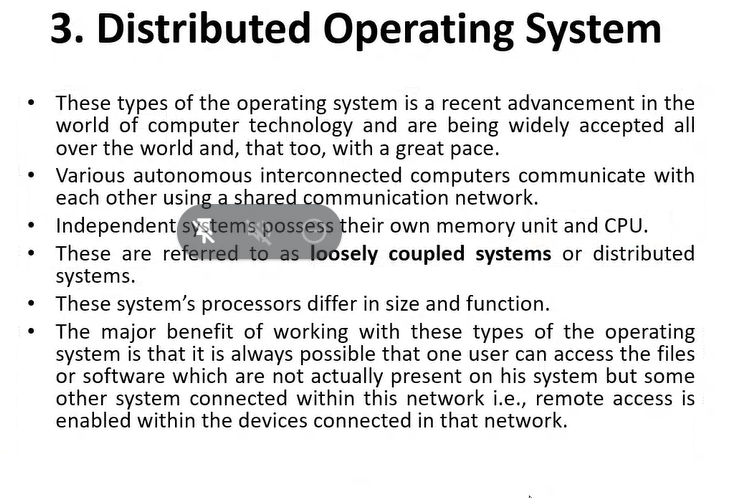 3. Distributed Operating System
• These types of the operating system is a recent advancement in the
world of computer technology and are being widely accepted all
over the world and, that too, with a great pace.
• Various autonomous interconnected computers communicate with
each other using a shared communication network.
• Independent systems possess their own memory unit and CPU.
• These are referred to as loosely coupled systems or distributed
systems.
• These system’s processors differ in size and function.
• The major benefit of working with these types of the operating
system is that it is always possible that one user can access the files
or software which are not actually present on his system but some
other system connected within this network i.e., remote access is
enabled within the devices connected in that network.